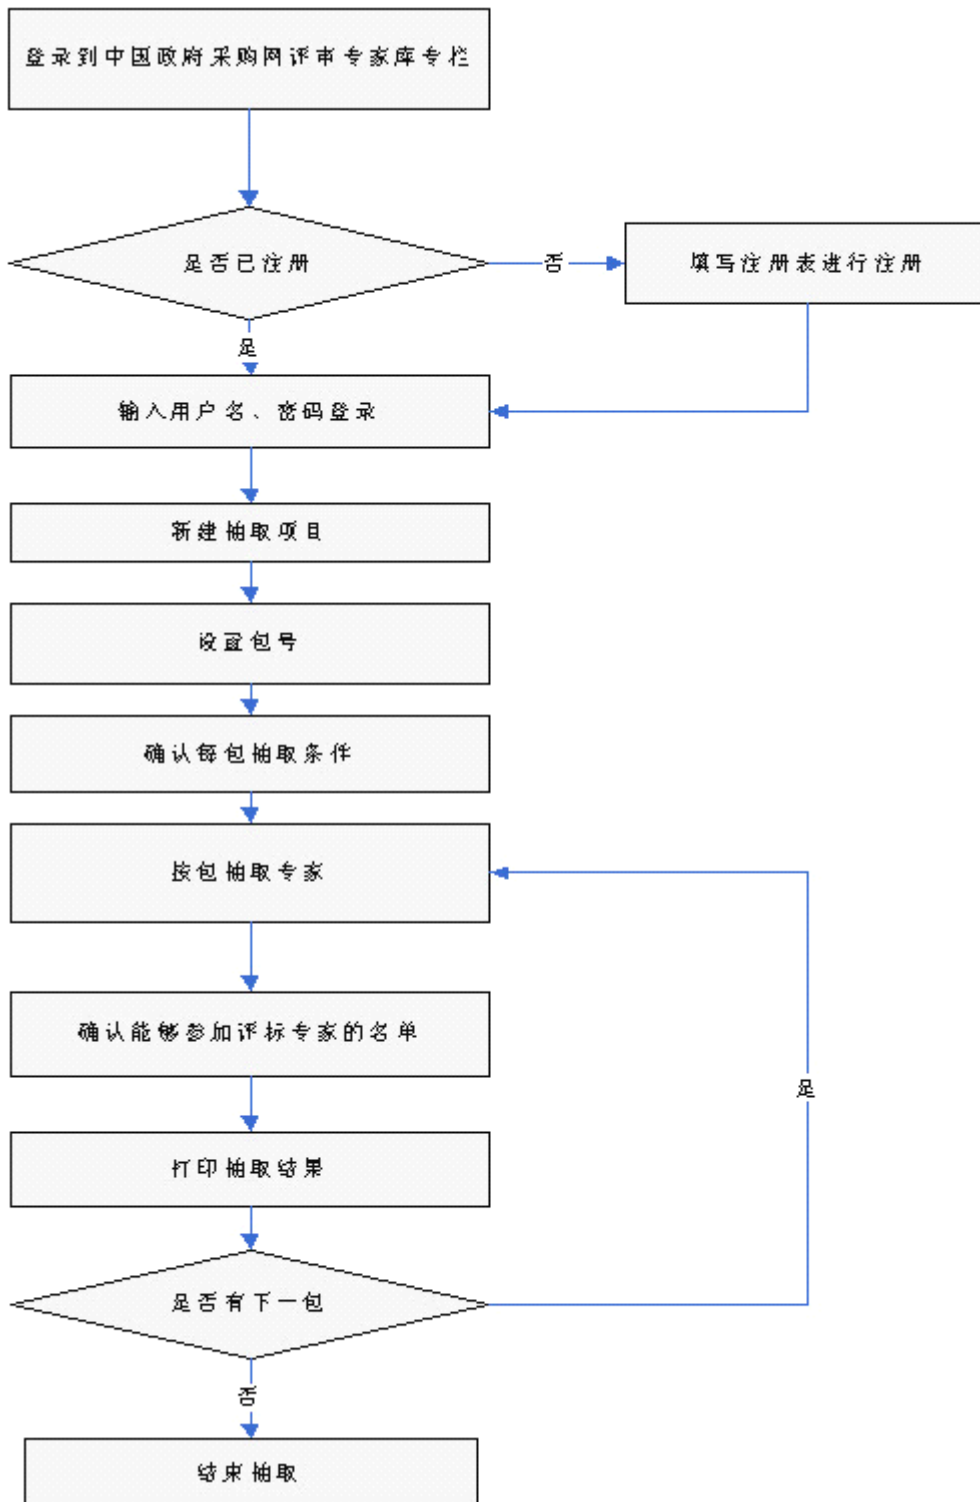 登录到中国政府采购网评审专家库专栏
是否已注册
否
填写注册表进行注册
是
输入用户名、密码登录
新建抽取项目
设置包号
确认每包抽取条件
按包抽取专家
确认能够参加评标专家的名单
是
打印抽取结果
是否有下一包
否
结束抽取